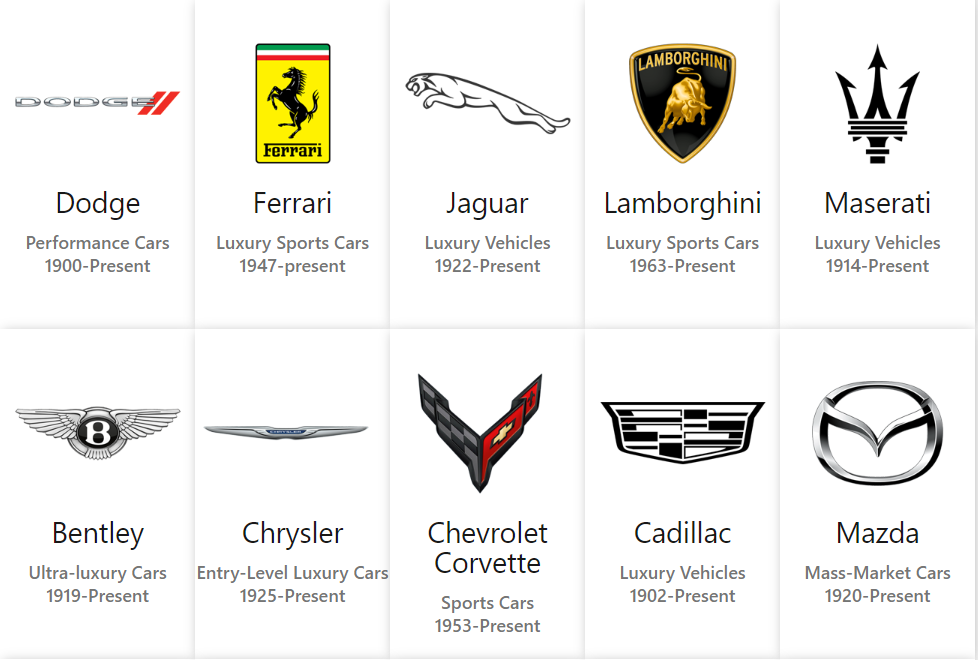 DODGE
Ferrari
LAMBORGHINI
Dodge
Ferrari
Jaguar
Lamborghini
Maserati
Performance Cars
Luxury Sports Cars
Luxury Vehicles
Luxury Sports Cars
Luxury Vehicles
1900-Present
1947-present
1922-Present
1963-Present
1914-Present
B
CHRYSLER
Bentley
Chrysler
Chevrolet
Corvette
Cadillac
Mazda
Ultra-luxury Cars
1919-Present
Entry-Level Luxury Cars
1925-Present
Sports Cars
1953-Present
Luxury Vehicles
1902-Present
Mass-Market Cars
1920-Present